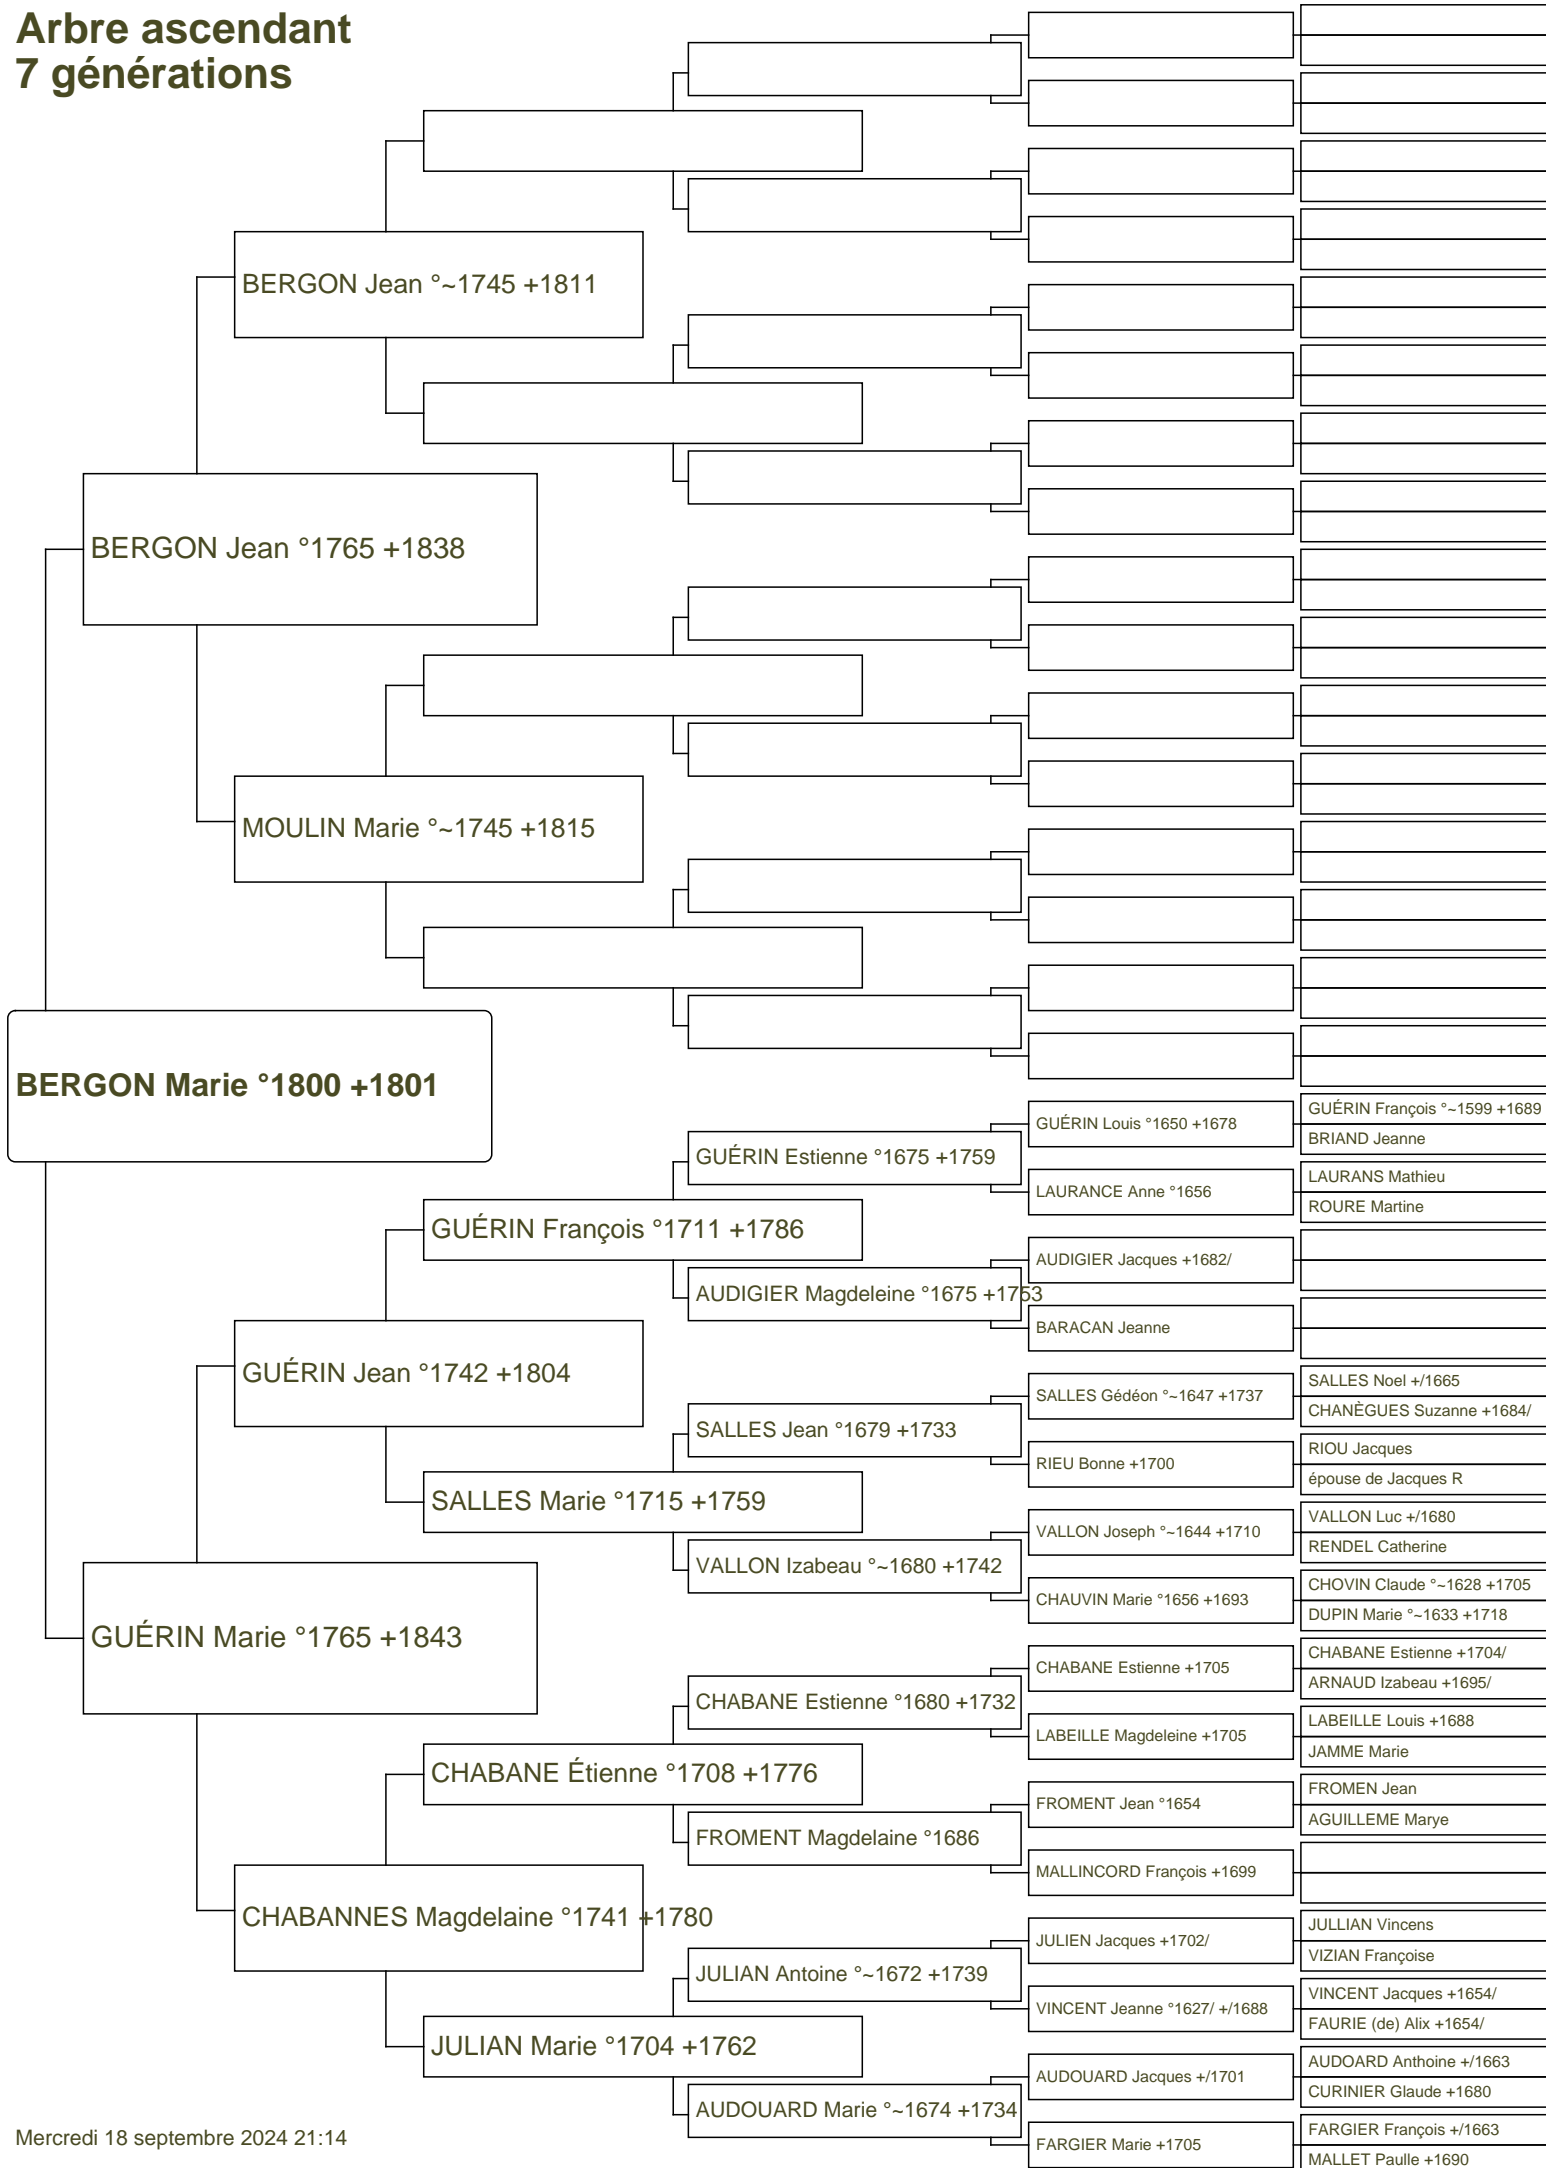 Arbre ascendant
7 générations
BERGON Jean °~1745 +1811
BERGON Jean °1765 +1838
MOULIN Marie °~1745 +1815
BERGON Marie °1800 +1801
GUÉRIN François °~1599 +1689
GUÉRIN Louis °1650 +1678
BRIAND Jeanne
GUÉRIN Estienne °1675 +1759
LAURANS Mathieu
LAURANCE Anne °1656
ROURE Martine
GUÉRIN François °1711 +1786
AUDIGIER Jacques +1682/
AUDIGIER Magdeleine °1675 +1753
BARACAN Jeanne
GUÉRIN Jean °1742 +1804
SALLES Noel +/1665
SALLES Gédéon °~1647 +1737
CHANÈGUES Suzanne +1684/
SALLES Jean °1679 +1733
RIOU Jacques
RIEU Bonne +1700
épouse de Jacques R
SALLES Marie °1715 +1759
VALLON Luc +/1680
VALLON Joseph °~1644 +1710
RENDEL Catherine
VALLON Izabeau °~1680 +1742
CHOVIN Claude °~1628 +1705
CHAUVIN Marie °1656 +1693
DUPIN Marie °~1633 +1718
GUÉRIN Marie °1765 +1843
CHABANE Estienne +1704/
CHABANE Estienne +1705
ARNAUD Izabeau +1695/
CHABANE Estienne °1680 +1732
LABEILLE Louis +1688
LABEILLE Magdeleine +1705
JAMME Marie
CHABANE Étienne °1708 +1776
FROMEN Jean
FROMENT Jean °1654
AGUILLEME Marye
FROMENT Magdelaine °1686
MALLINCORD François +1699
CHABANNES Magdelaine °1741 +1780
JULLIAN Vincens
JULIEN Jacques +1702/
VIZIAN Françoise
JULIAN Antoine °~1672 +1739
VINCENT Jacques +1654/
VINCENT Jeanne °1627/ +/1688
FAURIE (de) Alix +1654/
JULIAN Marie °1704 +1762
AUDOARD Anthoine +/1663
AUDOUARD Jacques +/1701
CURINIER Glaude +1680
AUDOUARD Marie °~1674 +1734
FARGIER François +/1663
FARGIER Marie +1705
MALLET Paulle +1690
Mercredi 18 septembre 2024 21:14